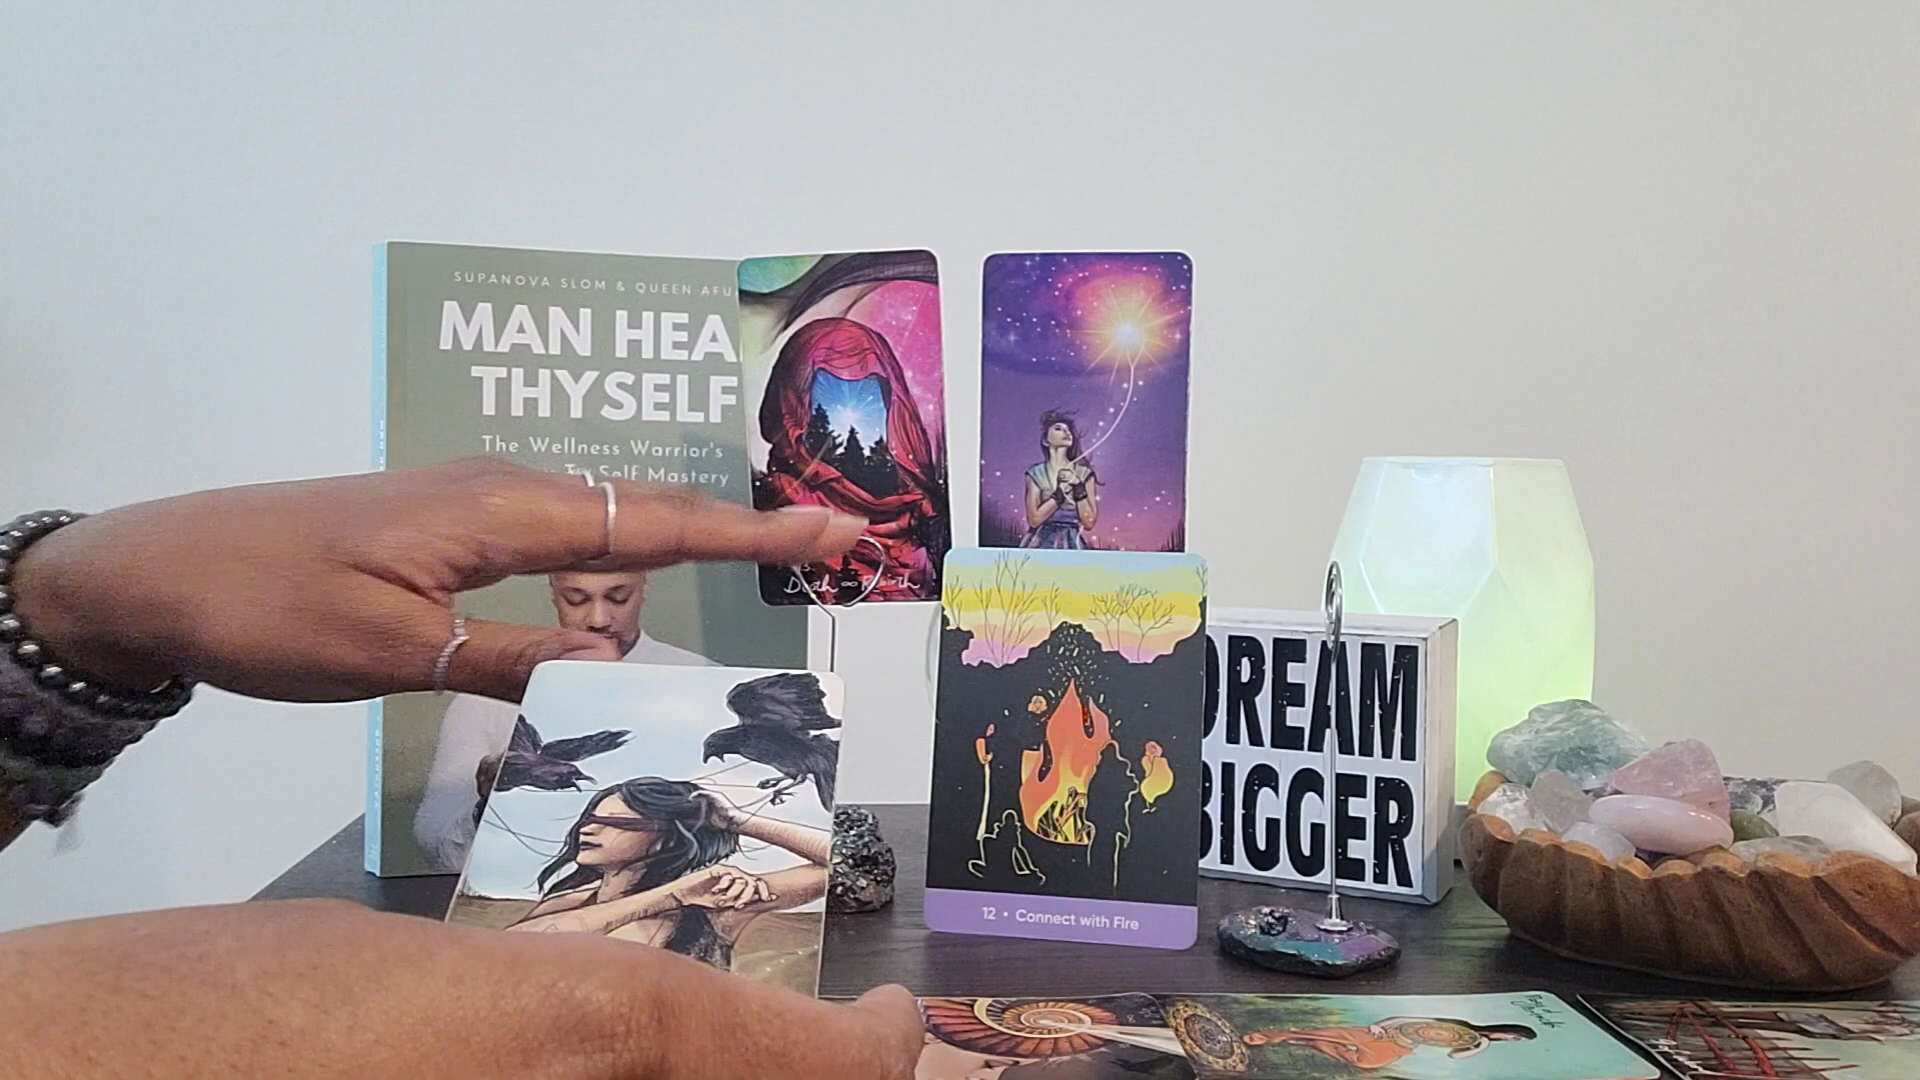 SUPANOVA SLOM & QUEEN AFU
MAN HEA
THYSELF
The Wellness Warrior's
Self Mastery
Death ∞ Rebirth
12 • Connect with Fire
DREAM
BIGGER